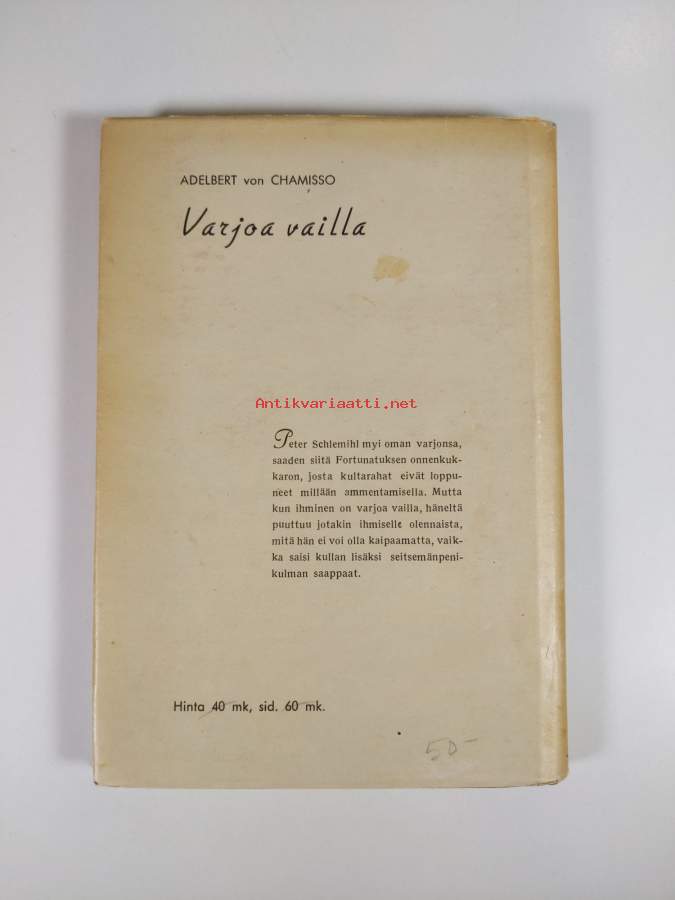 ADELBERT von CHAMISSO
Varjoa vailla
Antikvariaatti.net
Peter Schlemihl myi oman varjonsa,
saaden siitä Fortunatuksen onnenkuk-
karon, josta kultarahat eivät loppu-
neet millään ammentamisella. Mutta
kun ihminen on varjoa vailla, häneltä
puuttuu jotakin ihmiselle olennaista,
mitä hän ei voi olla kaipaamatta, vaik-
ka saisi kullan lisäksi seitsemänpeni-
kulman saappaat.
Hinta 40 mk, sid. 60 mk.
50-